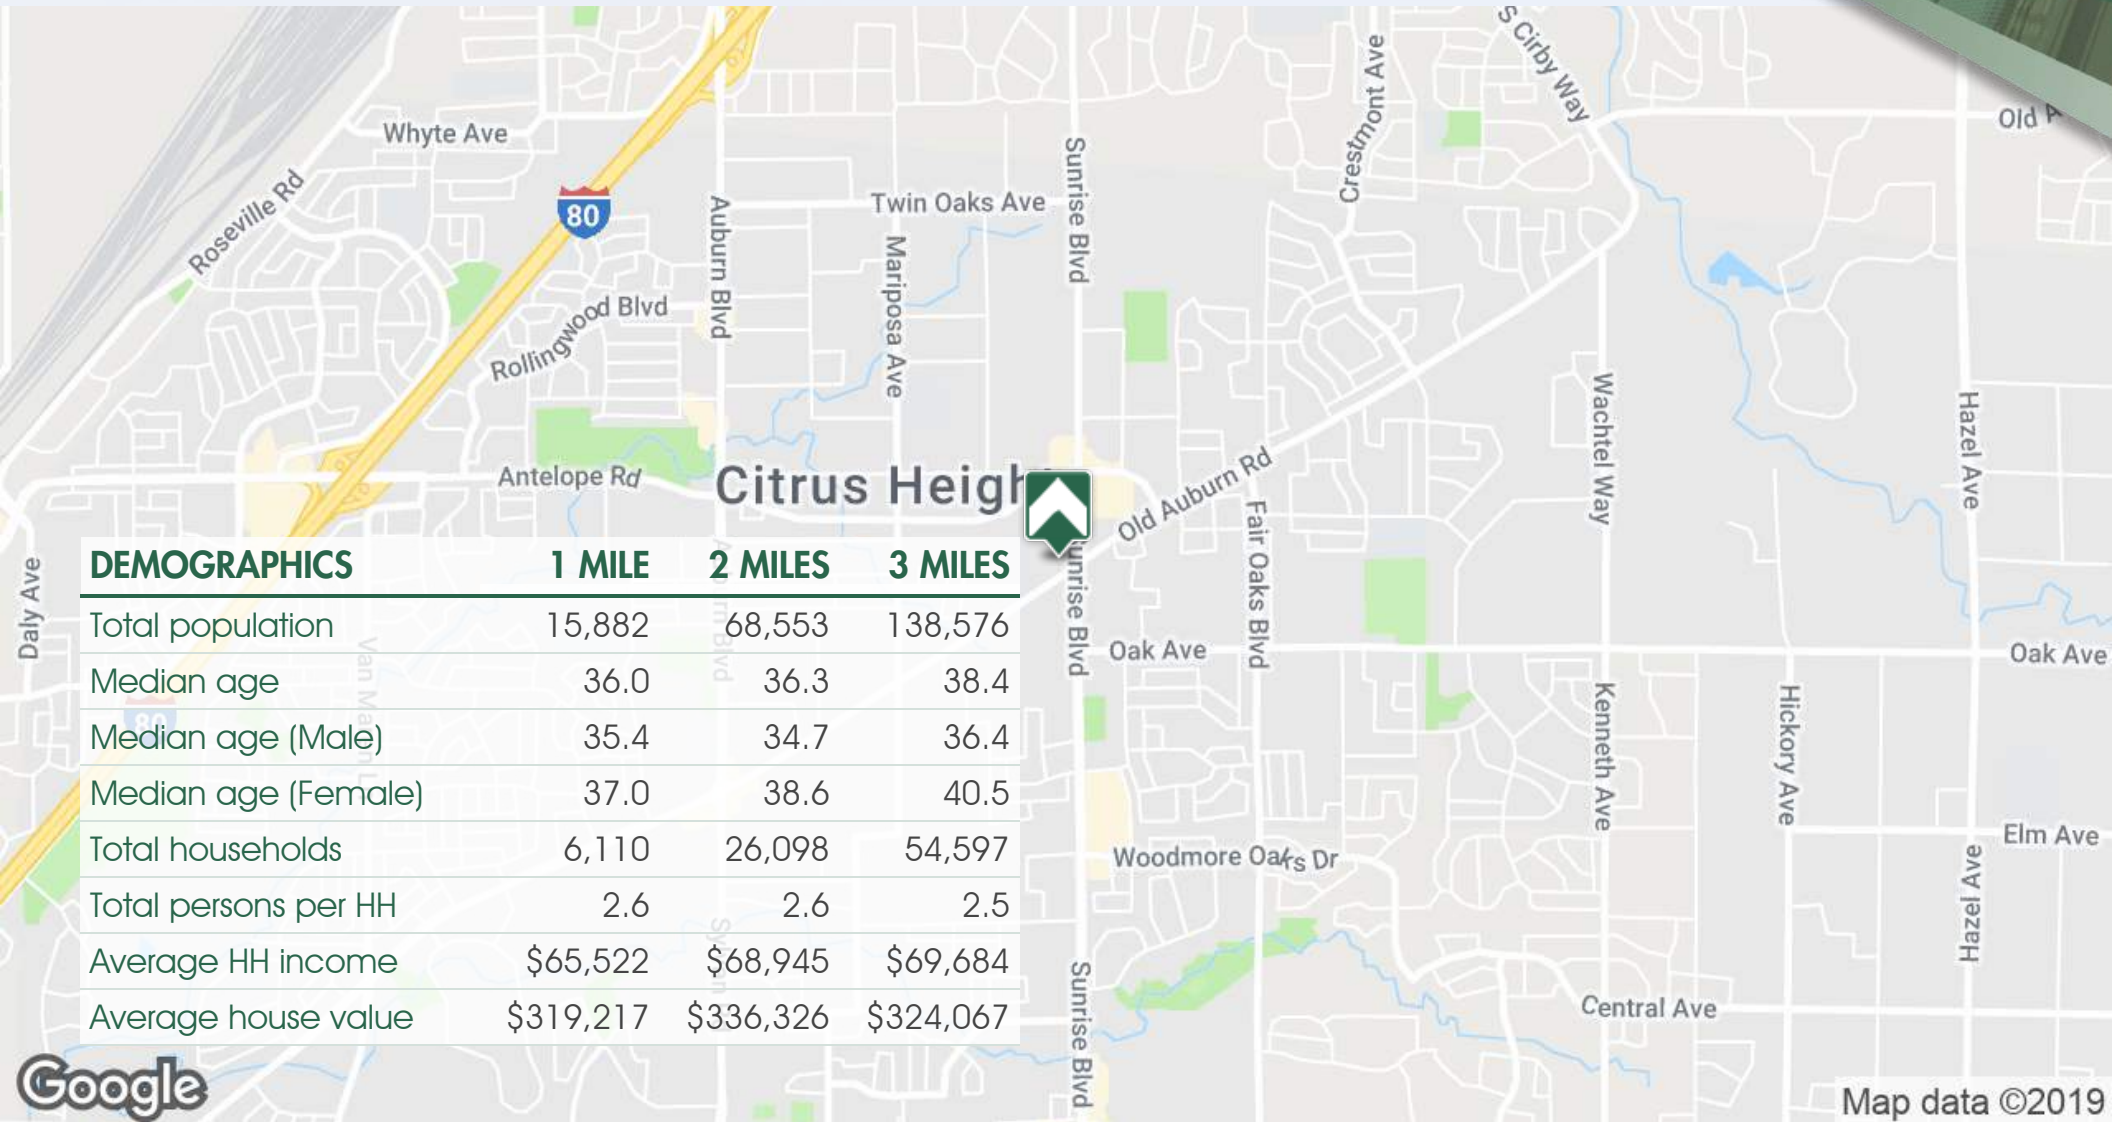 S Cirby Way
Crestmont Ave
Old
Whyte Ave
Sunrise Blvd
Roseville Rd
80
Auburn Blvd
Twin Oaks Ave
Mariposa Ave
Rollingwood Blvd
Wachtel Way
Hazel Ave
Antelope Rd
Citrus Heigh
Old Auburn Rd
Fair Oaks Blvd
Daly Ave
DEMOGRAPHICS 1 MILE 2 MILES 3 MILES
Total population 15,882 68,553 138,576
Median age 36.0 36.3 38.4
Median age (Male) 35.4 34.7 36.4
Median age (Female) 37.0 38.6 40.5
Total households 6,110 26,098 54,597
Total persons per HH 2.6 2.6 2.5
Average HH income $65,522 $68,945 $69,684
Average house value $319,217 $336,326 $324,067
80
unrise Blvd
Oak Ave
Oak Ave
Kenneth Ave
Hickory Ave
Elm Ave
Woodmore Oaks Dr
Hazel Ave
Sunrise Blvd
Central Ave
Google
Map data ©2019